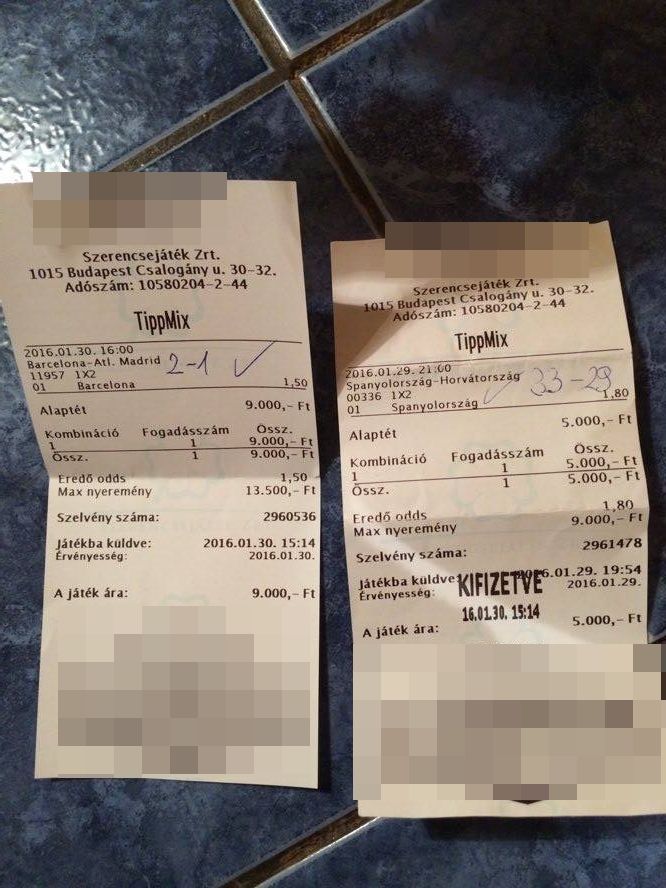 Szerencsejáték Zrt.
1015 Budapest Csalogány u. 30-32.
Adószám: 10580204-2-44
TippMix
2016.01.30. 16:00
Barcelona-Atl. Madrid 2-1 ✓
11957 1X2
01 Barcelona 1,50
Alaptét 9.000,- Ft
Kombináció Fogadásszám Össz.
1 1 9.000,- Ft
Össz. 1 9.000,- Ft
Eredő odds 1,50
Max nyeremény 13.500,- Ft
Szelvény száma: 2960536
Játékba küldve: 2016.01.30. 15:14
Érvényesség: 2016.01.30.
A játék ára: 9.000,- Ft
Szerencsejáték Zrt.
1015 Budapest Csalogány u. 30-32.
Adószám: 10580204-2-44
TippMix
2016.01.29. 21:00
Spanyolország-Horvátország ✓ 33-29
00336 1X2
01 Spanyolország 1,80
Alaptét 5.000,- Ft
Kombináció Fogadásszám Össz.
1 1 5.000,- Ft
Össz. 1 5.000,- Ft
Eredő odds 1,80
Max nyeremény 9.000,- Ft
Szelvény száma: 2961478
Játékba küldve: 2016.01.29. 19:54
Érvényesség: 2016.01.29.
KIFIZETVE
16.01.30. 15:14
A játék ára: 5.000,- Ft